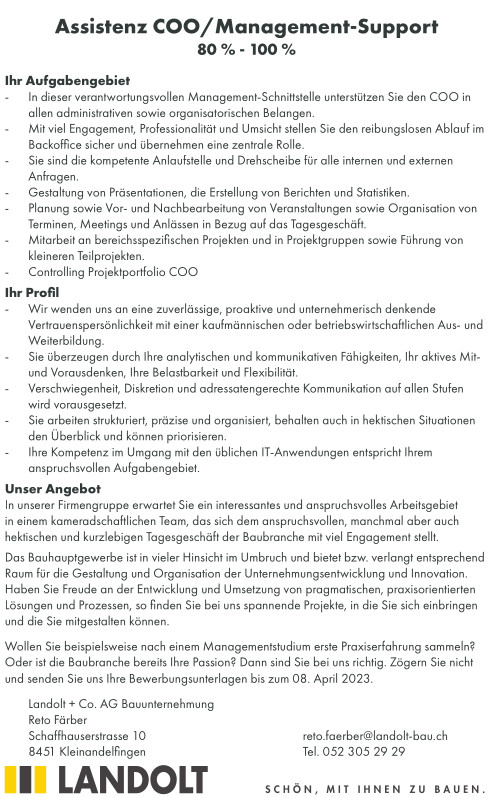 Assistenz COO/Management-Support
80 % - 100 %
Ihr Aufgabengebiet
- In dieser verantwortungsvollen Management-Schnittstelle unterstützen Sie den COO in
allen administrativen sowie organisatorischen Belangen.
- Mit viel Engagement, Professionalität und Umsicht stellen Sie den reibungslosen Ablauf im
Backoffice sicher und übernehmen eine zentrale Rolle.
- Sie sind die kompetente Anlaufstelle und Drehscheibe für alle internen und externen
Anfragen.
- Gestaltung von Präsentationen, die Erstellung von Berichten und Statistiken.
- Planung sowie Vor- und Nachbearbeitung von Veranstaltungen sowie Organisation von
Terminen, Meetings und Anlässen in Bezug auf das Tagesgeschäft.
- Mitarbeit an bereichsspezifischen Projekten und in Projektgruppen sowie Führung von
kleineren Teilprojekten.
- Controlling Projektportfolio COO
Ihr Profil
- Wir wenden uns an eine zuverlässige, proaktive und unternehmerisch denkende
Vertrauenspersönlichkeit mit einer kaufmännischen oder betriebswirtschaftlichen Aus- und
Weiterbildung.
- Sie überzeugen durch Ihre analytischen und kommunikativen Fähigkeiten, Ihr aktives Mit-
und Vorausdenken, Ihre Belastbarkeit und Flexibilität.
- Verschwiegenheit, Diskretion und adressatengerechte Kommunikation auf allen Stufen
wird vorausgesetzt.
- Sie arbeiten strukturiert, präzise und organisiert, behalten auch in hektischen Situationen
den Überblick und können priorisieren.
- Ihre Kompetenz im Umgang mit den üblichen IT-Anwendungen entspricht Ihrem
anspruchsvollen Aufgabengebiet.
Unser Angebot
In unserer Firmengruppe erwartet Sie ein interessantes und anspruchsvolles Arbeitsgebiet
in einem kameradschaftlichen Team, das sich dem anspruchsvollen, manchmal aber auch
hektischen und kurzlebigen Tagesgeschäft der Baubranche mit viel Engagement stellt.
Das Bauhauptgewerbe ist in vieler Hinsicht im Umbruch und bietet bzw. verlangt entsprechend
Raum für die Gestaltung und Organisation der Unternehmungsentwicklung und Innovation.
Haben Sie Freude an der Entwicklung und Umsetzung von pragmatischen, praxisorientierten
Lösungen und Prozessen, so finden Sie bei uns spannende Projekte, in die Sie sich einbringen
und die Sie mitgestalten können.
Wollen Sie beispielsweise nach einem Managementstudium erste Praxiserfahrung sammeln?
Oder ist die Baubranche bereits Ihre Passion? Dann sind Sie bei uns richtig. Zögern Sie nicht
und senden Sie uns Ihre Bewerbungsunterlagen bis zum 08. April 2023.
Landolt + Co. AG Bauunternehmung
Reto Färber
Schaffhauserstrasse 10 reto.faerber@landolt-bau.ch
8451 Kleinandelfingen Tel. 052 305 29 29
LANDOLT SCHÖN, MIT IHNEN ZU BAUEN.